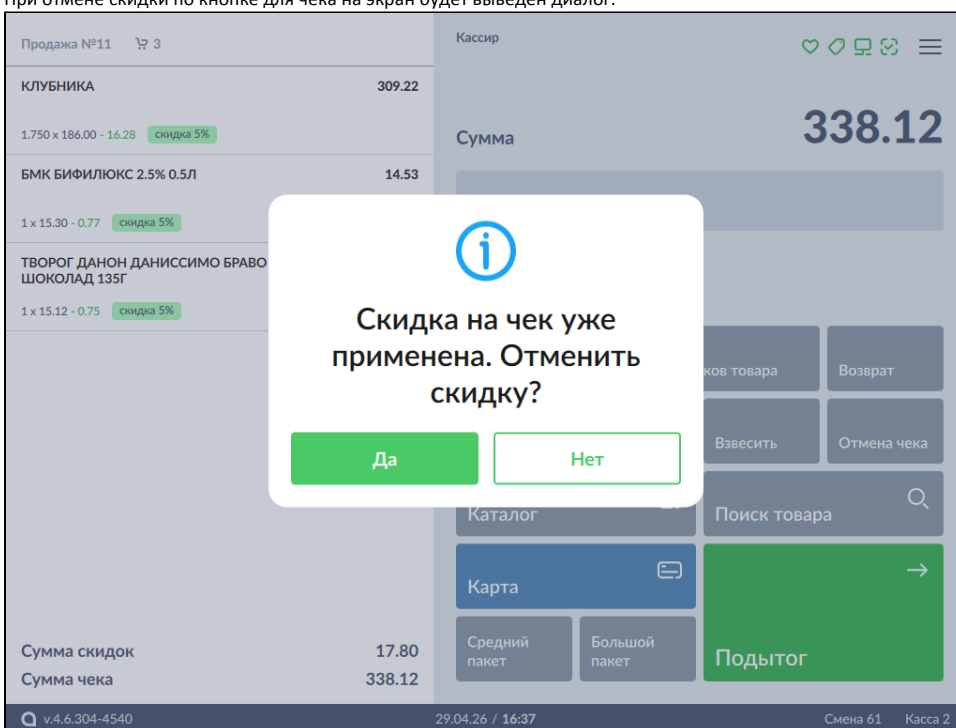 При отмене скидки по кнопке для чека на экран будет выведен диалог:
Продажа №11 3
КЛУБНИКА 309.22
1.750 x 186.00 - 16.28 скидка 5%
БМК БИФИЛЮКС 2.5% 0.5Л 14.53
1 x 15.30 - 0.77 скидка 5%
ТВОРОГ ДАНОН ДАНИССИМО БРАВО
ШОКОЛАД 135Г
1 x 15.12 - 0.75 скидка 5%
Сумма скидок 17.80
Сумма чека 338.12
Кассир
Сумма 338.12
Скидка на чек уже
применена. Отменить
скидку?
Да Нет
товара Возврат
Взвесить Отмена чека
Каталог Поиск товара
Карта
Средний
пакет
Большой
пакет
Подытог
v.4.6.304-4540 29.04.26 / 16:37 Смена 61 Касса 2